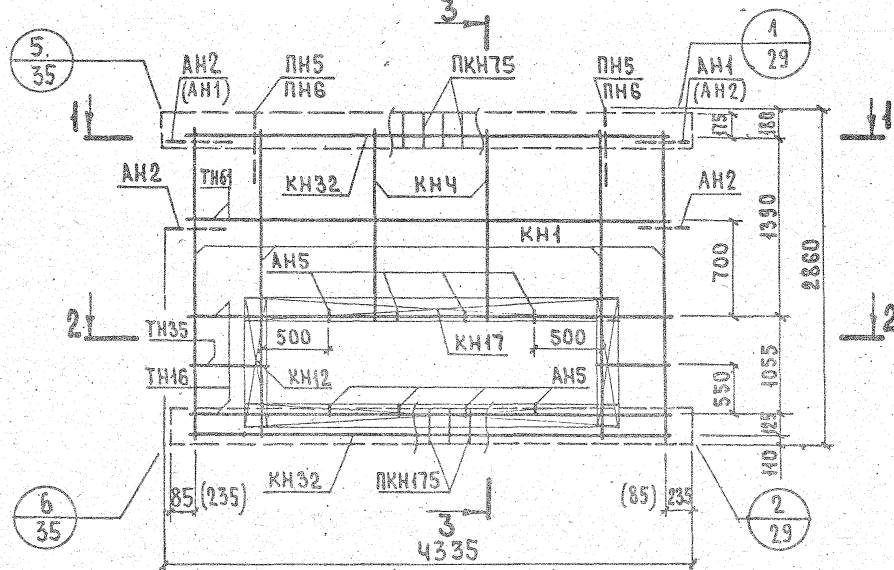 3
5.
35
1
29
АН2
(АН1)
ПН5
ПН6
ПКН75
ПН5
ПН6
АН1
(АН2)
1
1
175
180
КН32
КН4
АН2
ТН61
АН2
КН1
1390
700
2860
АН5
2
2
500
КН17
500
ТН35
КН12
АН5
550
1055
ТН16
125
КН32
ПКН175
110
6
35
85 (235)
3
(85) 235
2
29
4335